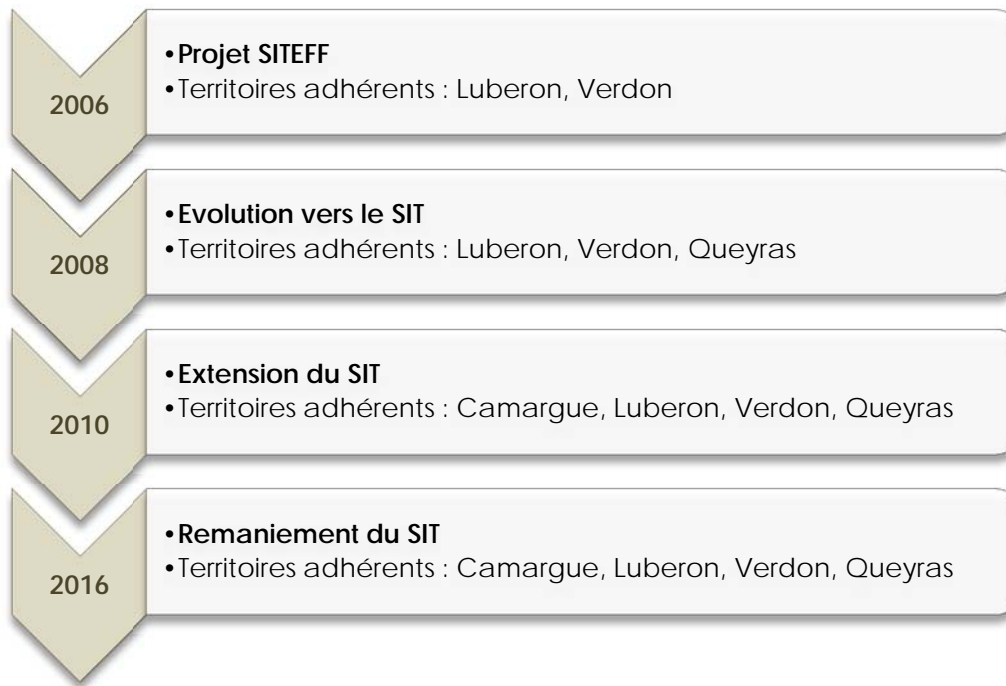 2006
•Projet SITEFF
•Territoires adhérents : Luberon, Verdon
2008
•Evolution vers le SIT
•Territoires adhérents : Luberon, Verdon, Queyras
2010
•Extension du SIT
•Territoires adhérents : Camargue, Luberon, Verdon, Queyras
2016
•Remaniement du SIT
•Territoires adhérents : Camargue, Luberon, Verdon, Queyras